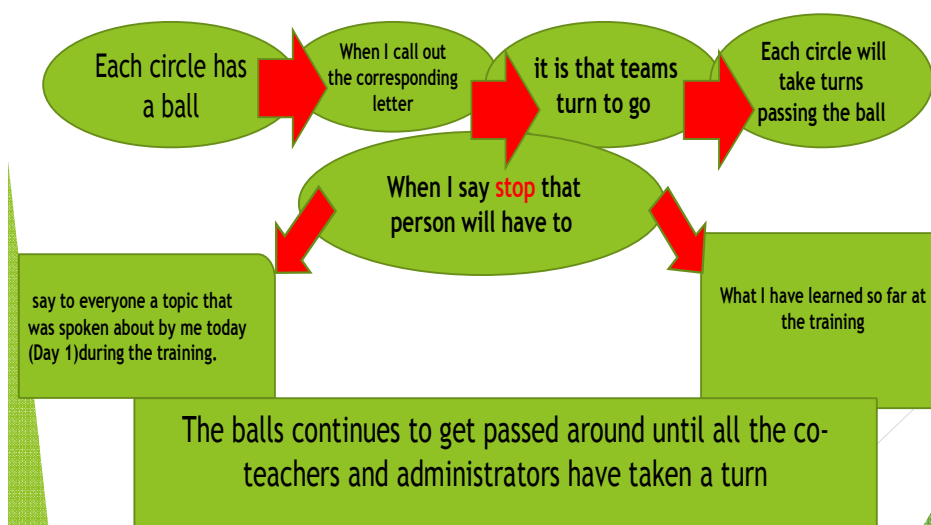 Each circle has
a ball
When I call out
the corresponding
letter
it is that teams
turn to go
Each circle will
take turns
passing the ball
When I say stop that
person will have to
say to everyone a topic that
was spoken about by me today
(Day 1)during the training.
What I have learned so far at
the training
The balls continues to get passed around until all the co-
teachers and administrators have taken a turn